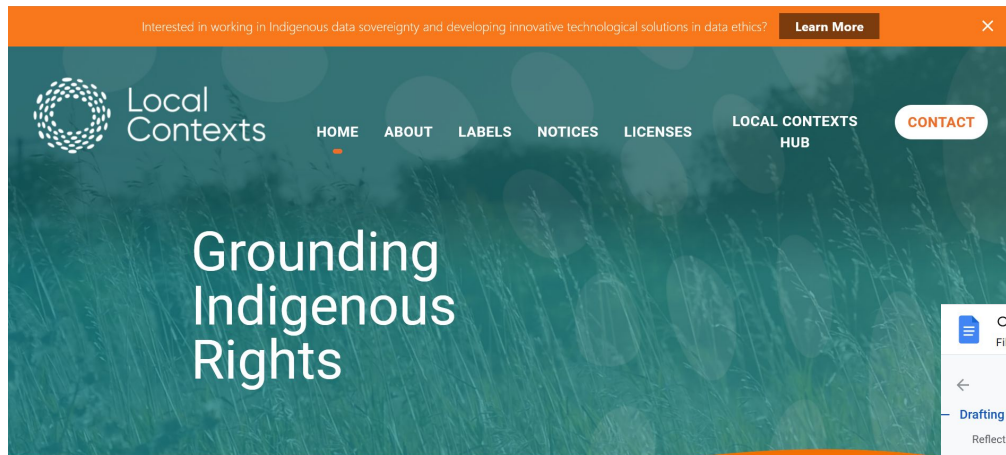 Interested in working in Indigenous data sovereignty and developing innovative technological solutions in data ethics? Learn More
Local
Contexts
HOME ABOUT LABELS NOTICES LICENSES
LOCAL CONTEXTS
HUB
CONTACT
Grounding
Indigenous
Rights
Drafting